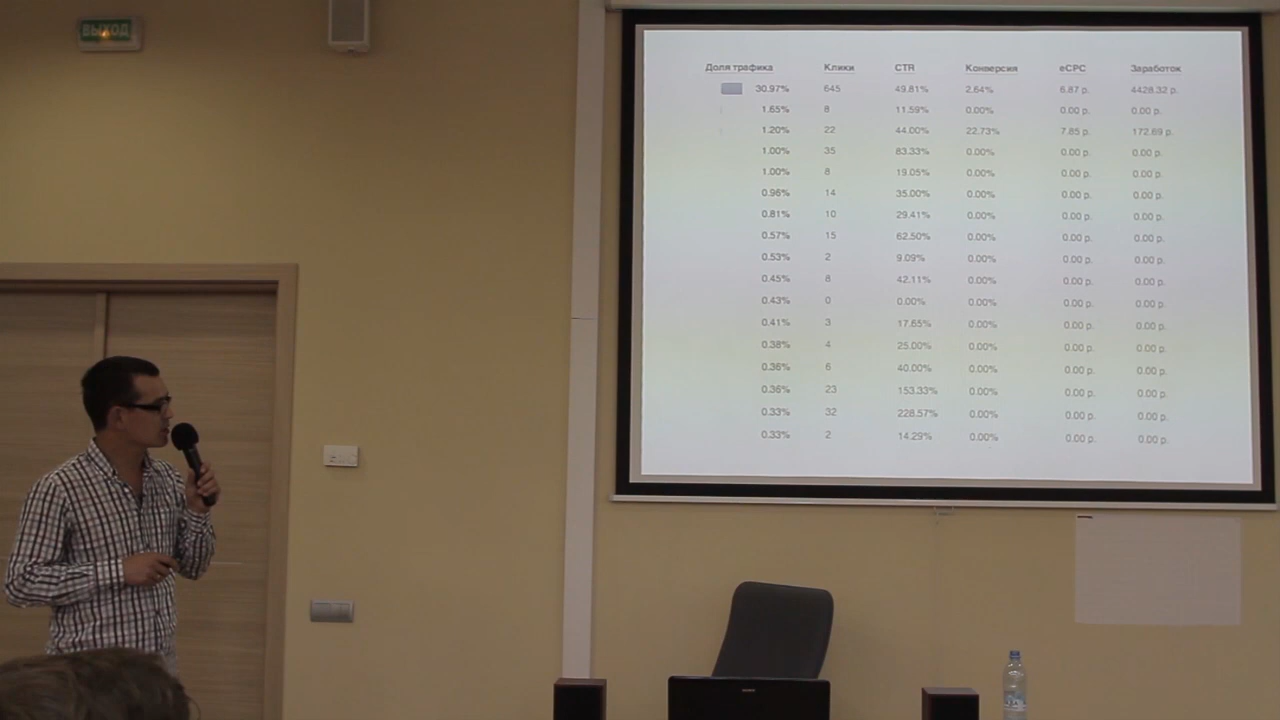 ВЫХОД
Доля трафика Клики CTR Конверсия eCPC Заработок
30.97% 645 49.81% 2.64% 6.87 р. 4428.32 р.
1.65% 8 11.59% 0.00% 0.00 р. 0.00 р.
1.20% 22 44.00% 22.73% 7.85 р. 172.69 р.
1.00% 35 83.33% 0.00% 0.00 р. 0.00 р.
1.00% 8 19.05% 0.00% 0.00 р. 0.00 р.
0.96% 14 35.00% 0.00% 0.00 р. 0.00 р.
0.81% 10 29.41% 0.00% 0.00 р. 0.00 р.
0.57% 15 62.50% 0.00% 0.00 р. 0.00 р.
0.53% 2 9.09% 0.00% 0.00 р. 0.00 р.
0.45% 8 42.11% 0.00% 0.00 р. 0.00 р.
0.43% 0 0.00% 0.00% 0.00 р. 0.00 р.
0.41% 3 17.65% 0.00% 0.00 р. 0.00 р.
0.38% 4 25.00% 0.00% 0.00 р. 0.00 р.
0.36% 6 40.00% 0.00% 0.00 р. 0.00 р.
0.36% 23 153.33% 0.00% 0.00 р. 0.00 р.
0.33% 32 228.57% 0.00% 0.00 р. 0.00 р.
0.33% 2 14.29% 0.00% 0.00 р. 0.00 р.